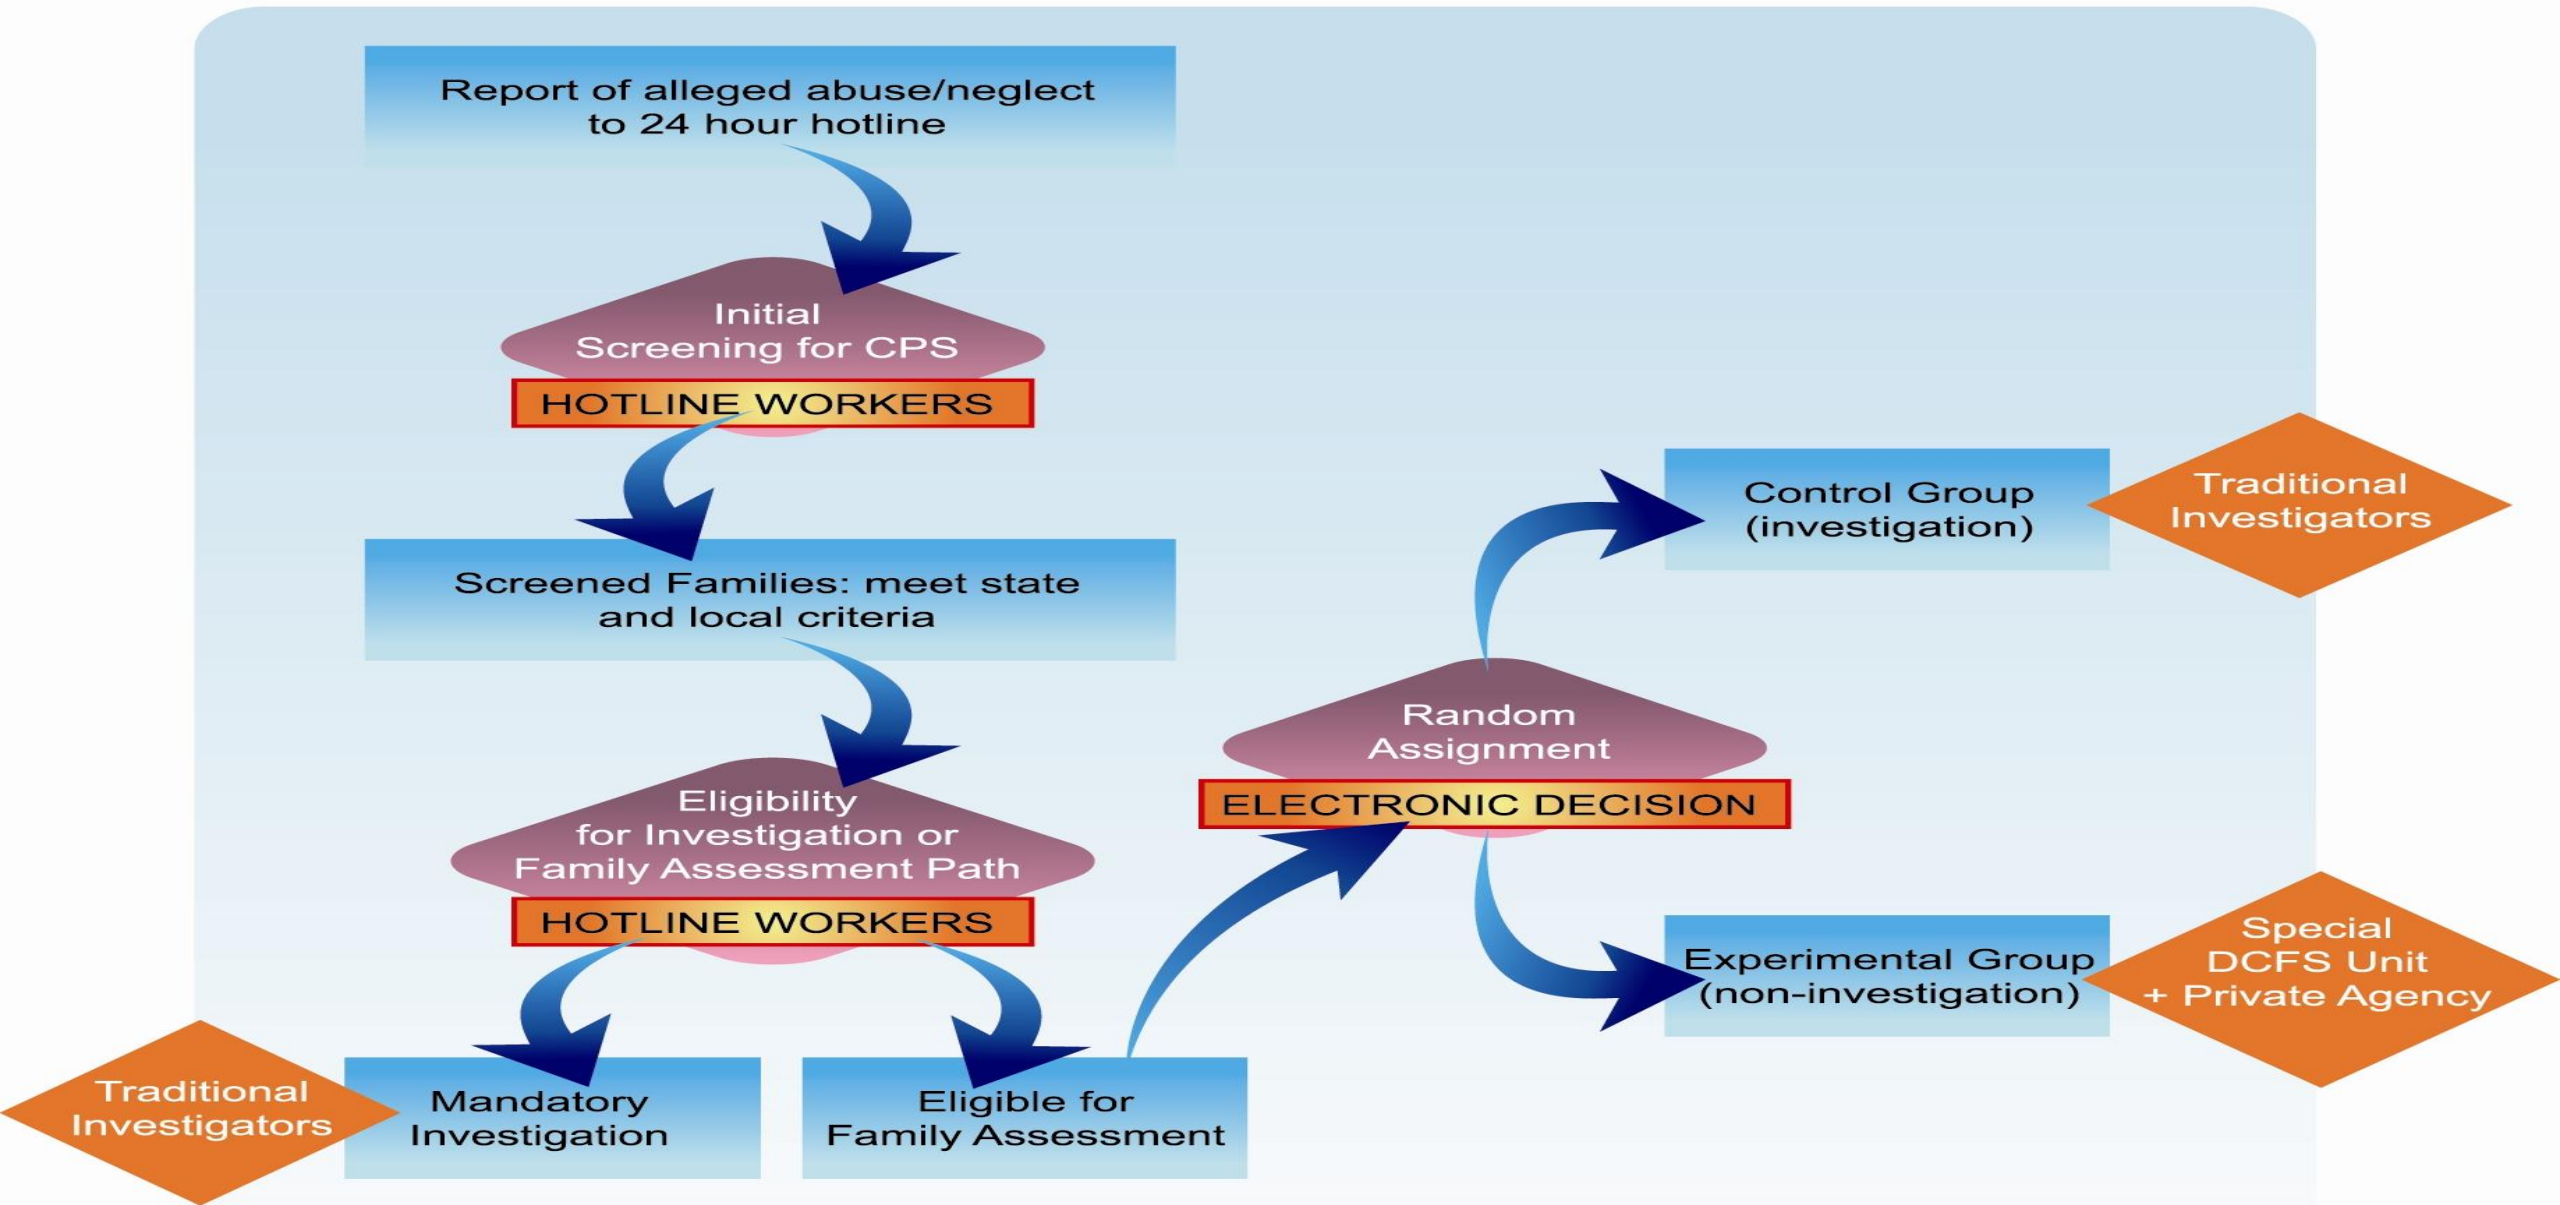 Report of alleged abuse/neglect
to 24 hour hotline
Initial
Screening for CPS
HOTLINE WORKERS
Screened Families: meet state
and local criteria
Eligibility
for Investigation or
Family Assessment Path
HOTLINE WORKERS
Traditional
Investigators
Mandatory
Investigation
Eligible for
Family Assessment
Random
Assignment
ELECTRONIC DECISION
Control Group
(investigation)
Traditional
Investigators
Experimental Group
(non-investigation)
Special
DCFS Unit
+ Private Agency